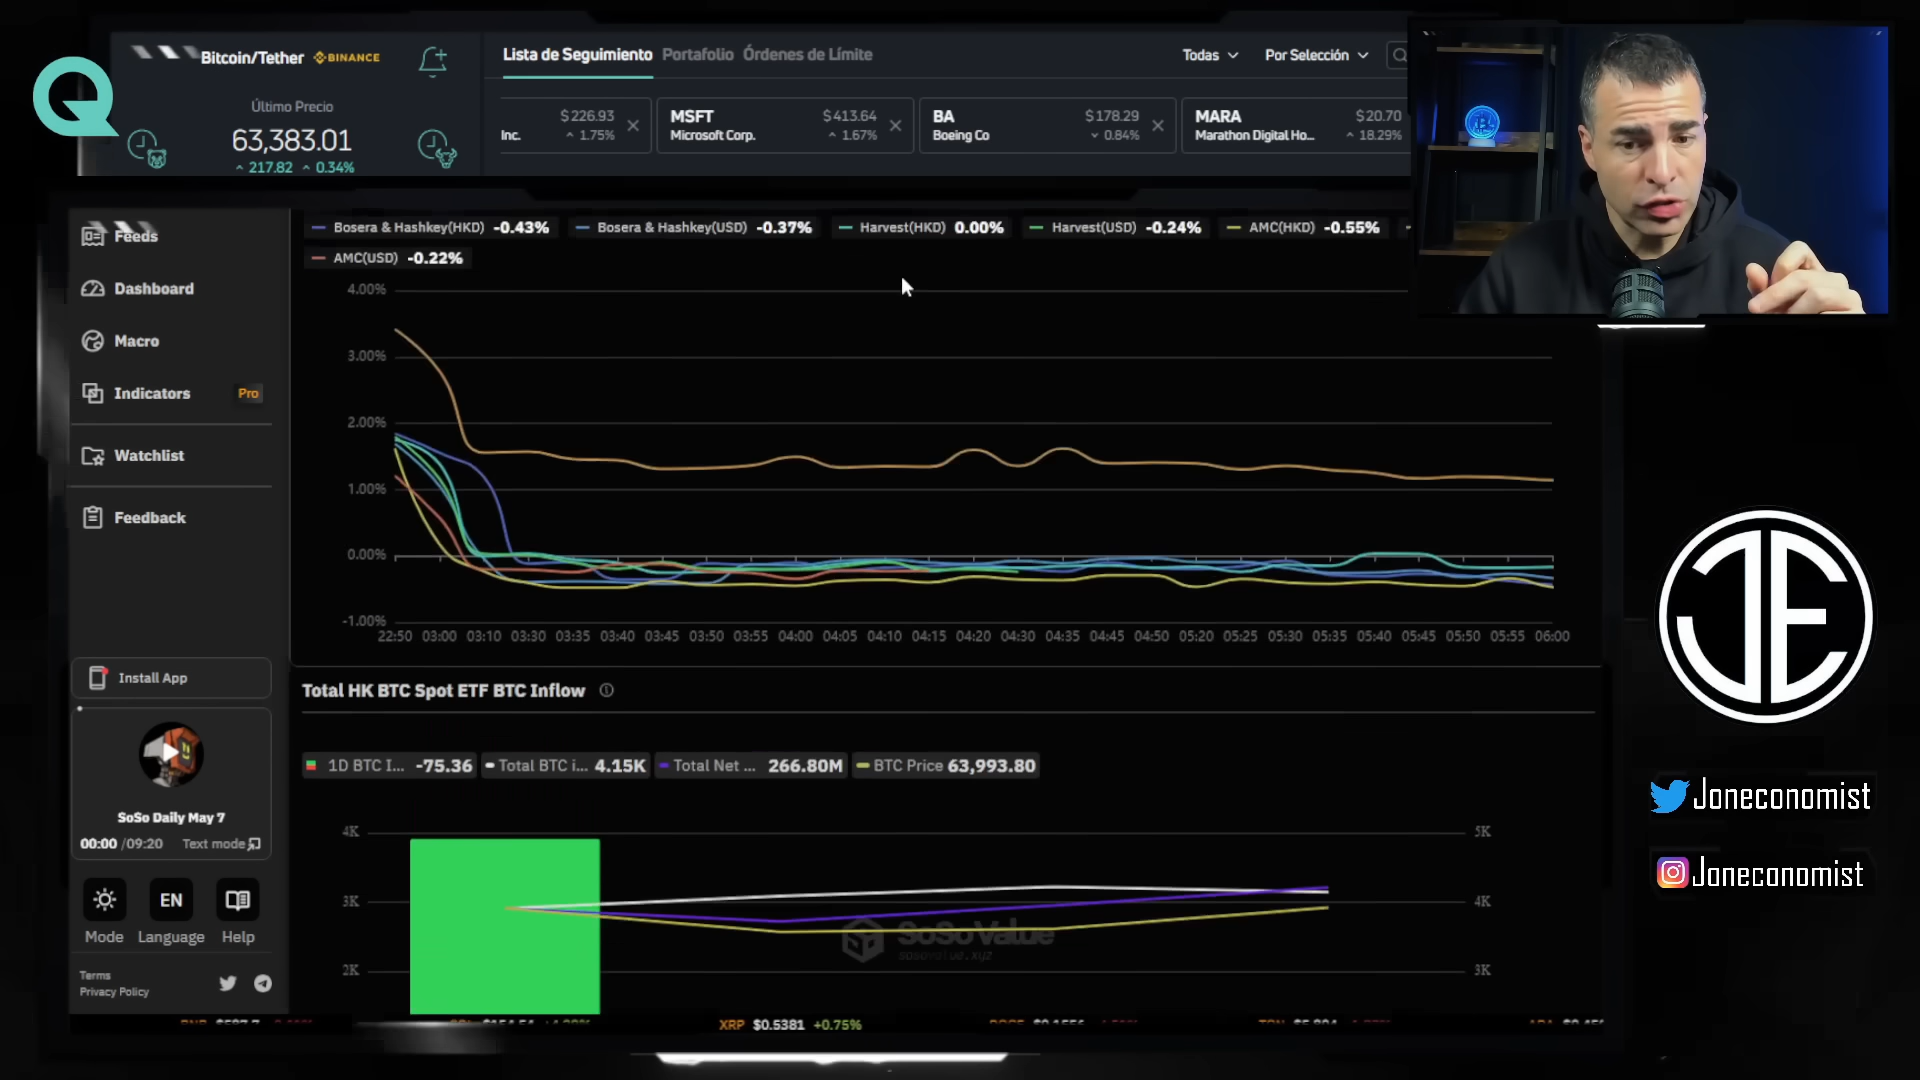 Bitcoin/Tether BINANCE
Último Precio
63,383.01
217.82 0.34%
Lista de Seguimiento Portafolio Órdenes de Límite Todas Por Selección
Inc. $226.93 1.75%
MSFT $413.64
Microsoft Corp. 1.67%
BA $178.29
Boeing Co 0.84%
MARA $20.70
Marathon Digital Ho... 18.29%
Feeds
Dashboard
Macro
Indicators Pro
Watchlist
Feedback
Install App
SoSo Daily May 7
00:00 /09:20 Text mode
EN
Mode Language Help
Terms
Privacy Policy
Bosera & Hashkey(HKD) -0.43% Bosera & Hashkey(USD) -0.37% Harvest(HKD) 0.00% Harvest(USD) -0.24% AMC(HKD) -0.55%
AMC(USD) -0.22%
4.00%
3.00%
2.00%
1.00%
0.00%
-1.00%
22:50 03:00 03:10 03:30 03:35 03:40 03:45 03:50 03:55 04:00 04:05 04:10 04:15 04:20 04:30 04:35 04:45 04:50 05:20 05:25 05:30 05:35 05:40 05:45 05:50 05:55 06:00
Total HK BTC Spot ETF BTC Inflow
1D BTC I... -75.36 Total BTC i... 4.15K Total Net ... 266.80M BTC Price 63,993.80
4K 5K
3K 4K
2K 3K
SoSoValue
sosovalue.xyz
XRP $0.5381 +0.75%
JE
Joneconomist
Joneconomist